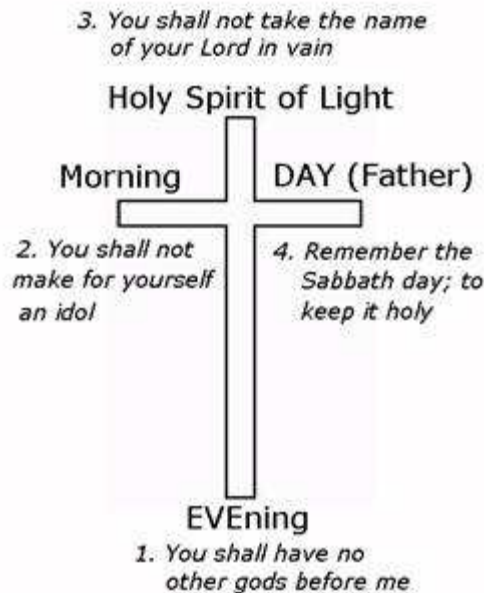 3. You shall not take the name
of your Lord in vain
Holy Spirit of Light
Morning
DAY (Father)
2. You shall not
make for yourself
an idol
4. Remember the
Sabbath day; to
keep it holy
EVEning
1. You shall have no
other gods before me